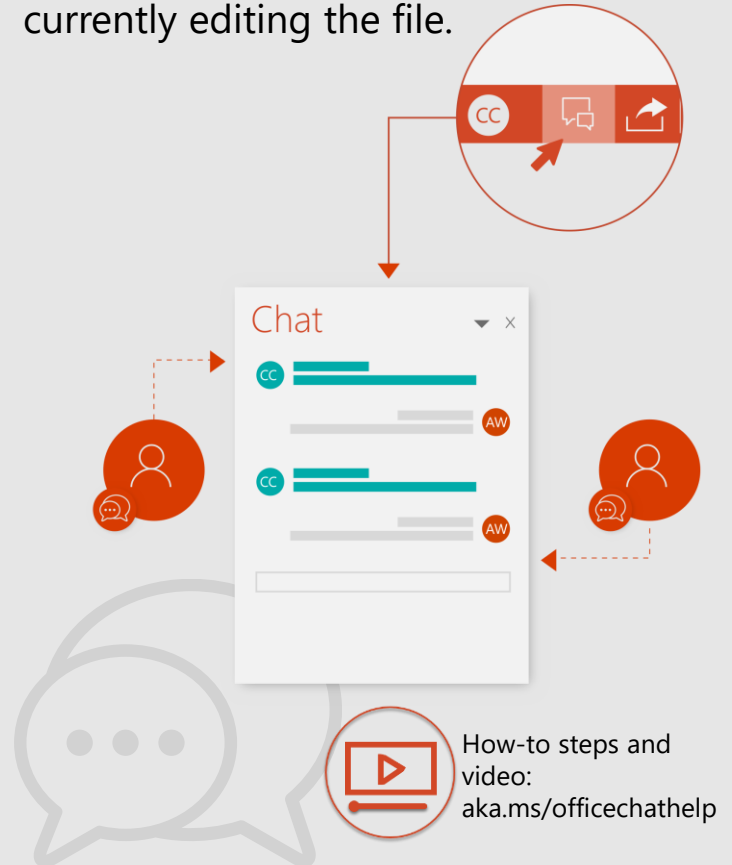 currently editing the file.
CC
Chat
X
CC
AW
CC
AW
How-to steps and
video:
aka.ms/officechathelp